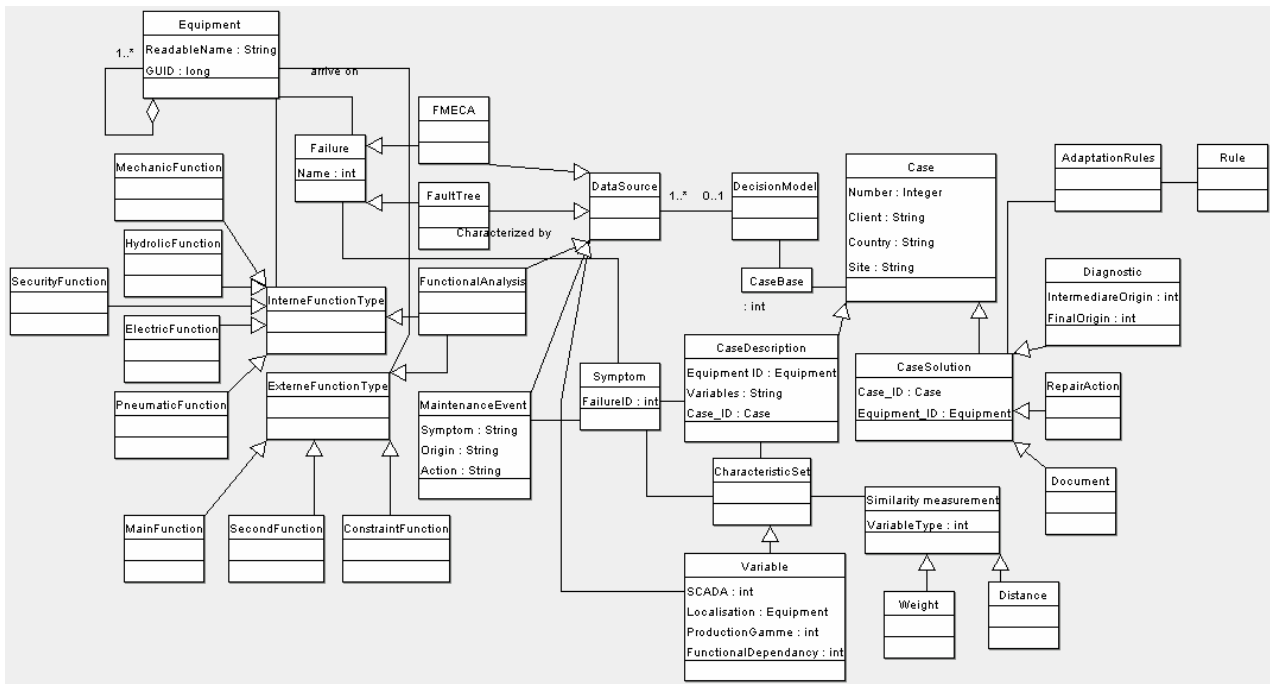 Equipment
ReadableName : String
GUID : long
1..*
arrive on
FMECA
Failure
Name : int
FaultTree
Characterized by
DataSource
1..*
0..1
DecisionModel
CaseBase
: int
Case
Number : Integer
Client : String
Country : String
Site : String
AdaptationRules
Rule
MechanicFunction
HydrolicFunction
SecurityFunction
ElectricFunction
PneumaticFunction
InterneFunctionType
FunctionalAnalysis
ExterneFunctionType
MainFunction
SecondFunction
ConstraintFunction
MaintenanceEvent
Symptom : String
Origin : String
Action : String
Symptom
FailureID : int
CaseDescription
Equipment ID : Equipment
Variables : String
Case_ID : Case
Diagnostic
IntermediareOrigin : int
FinalOrigin : int
CaseSolution
Case_ID : Case
Equipment_ID : Equipment
RepairAction
Document
CharacteristicSet
Similarity measurement
VariableType : int
Variable
SCADA : int
Localisation : Equipment
ProductionGamme : int
FunctionalDependancy : int
Weight
Distance